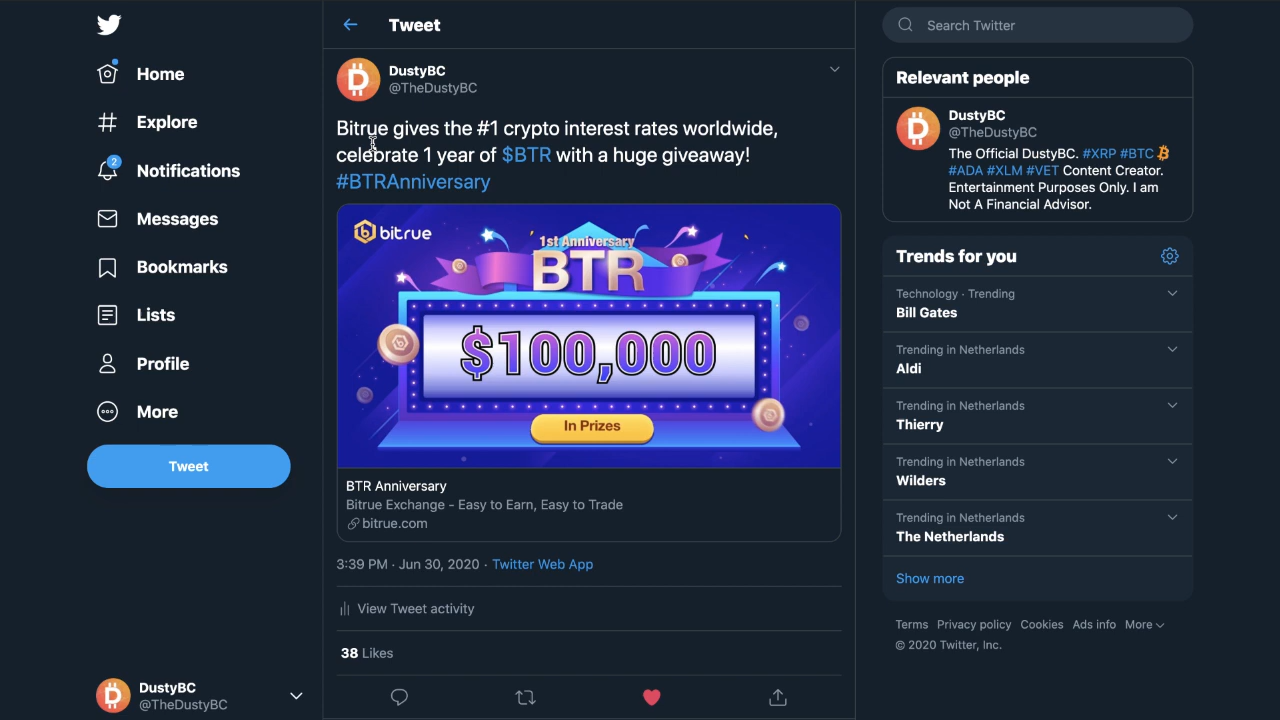 Home
Explore
2
Notifications
Messages
Bookmarks
Lists
Profile
More
Tweet
DustyBC
@TheDustyBC
Tweet
DustyBC
@TheDustyBC
Bitrue gives the #1 crypto interest rates worldwide,
celebrate 1 year of $BTR with a huge giveaway!
#BTRAnniversary
bitrue
1st Anniversary
BTR
$100,000
In Prizes
BTR Anniversary
Bitrue Exchange - Easy to Earn, Easy to Trade
bitrue.com
3:39 PM · Jun 30, 2020 · Twitter Web App
View Tweet activity
38 Likes
Search Twitter
Relevant people
DustyBC
@TheDustyBC
The Official DustyBC. #XRP #BTC
#ADA #XLM #VET Content Creator.
Entertainment Purposes Only. I am
Not A Financial Advisor.
Trends for you
Technology · Trending
Bill Gates
Trending in Netherlands
Aldi
Trending in Netherlands
Thierry
Trending in Netherlands
Wilders
Trending in Netherlands
The Netherlands
Show more
Terms Privacy policy Cookies Ads info More
© 2020 Twitter, Inc.